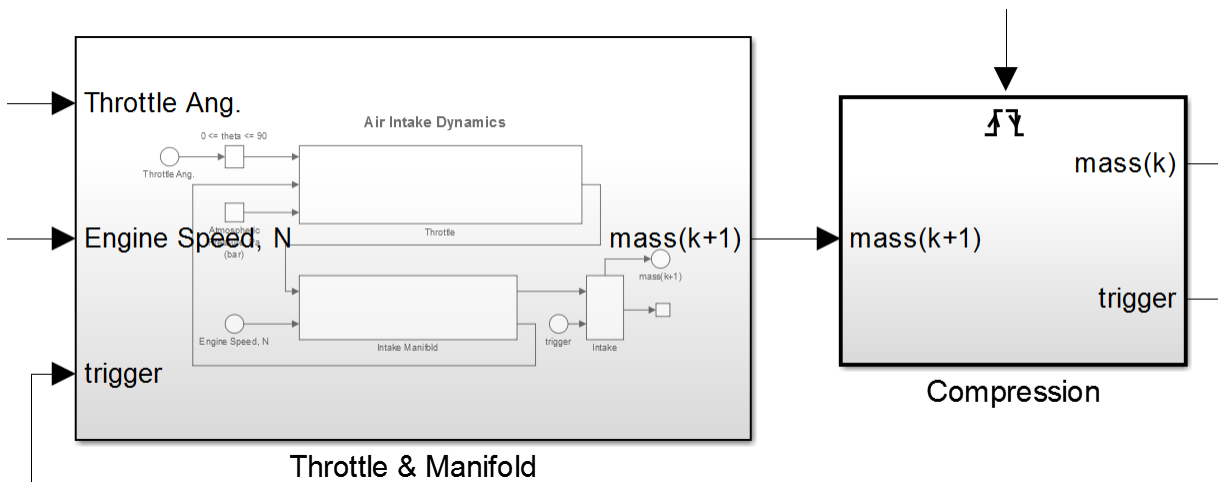 Throttle Ang.
Air Intake Dynamics
0 <= theta <= 90
Throttle Ang.
Engine Speed, N
Atmospheric
(bar)
Throttle
mass(k+1)
mass(k+1)
Engine Speed, N
Intake Manifold
trigger
Intake
trigger
Throttle & Manifold
mass(k)
mass(k+1)
trigger
Compression